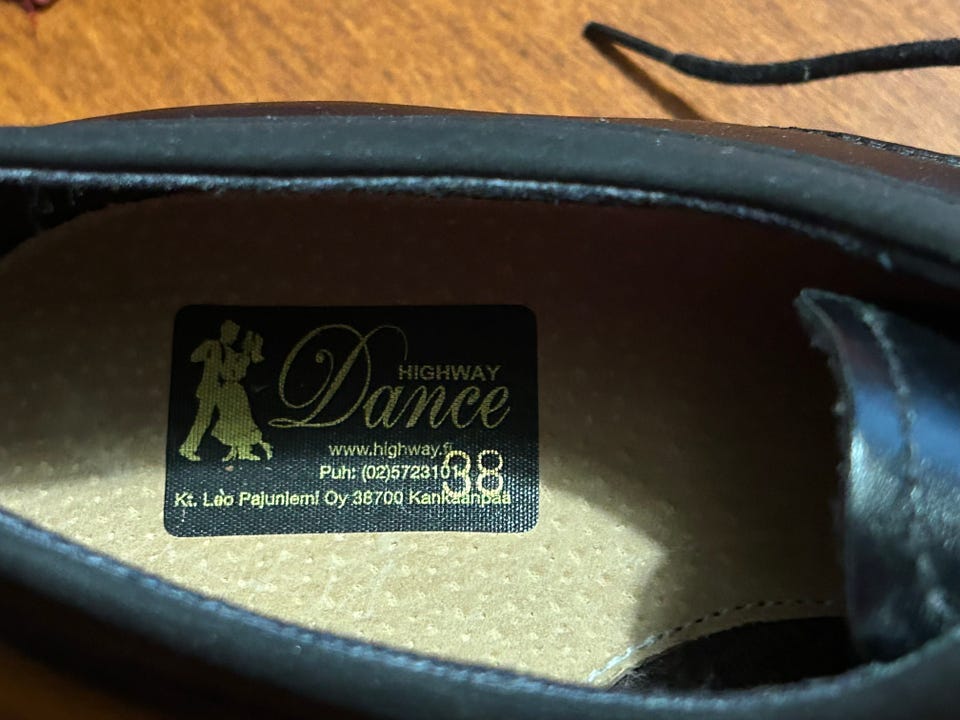 HIGHWAY
Dance
www.highway.fi
Puh: (02)5723101
38
Kt. Leo Pajuniemi Oy 38700 Kankaanpää